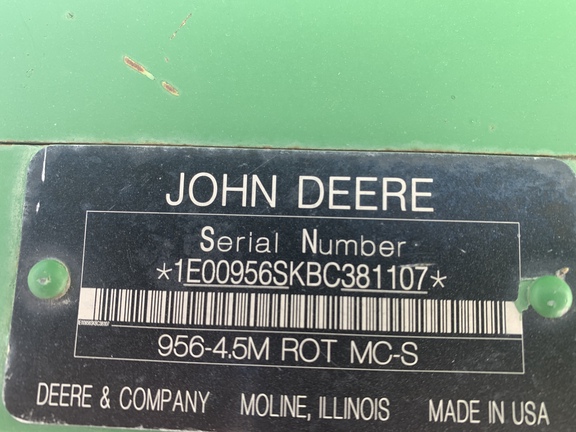 JOHN DEERE
Serial Number
*1E00956SKBC381107*
956-4.5M ROT MC-S
DEERE & COMPANY MOLINE, ILLINOIS MADE IN USA